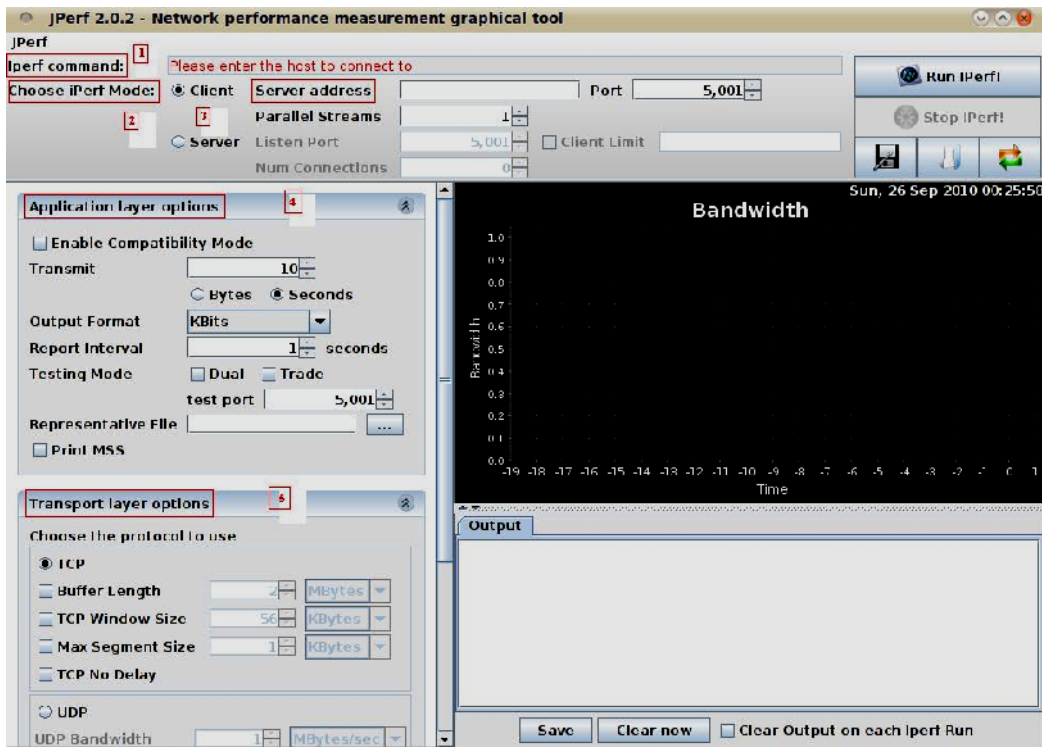 JPerf 2.0.2 - Network performance measurement graphical tool
JPerf
1
Iperf command: Please enter the host to connect to
Choose iPerf Mode: Client Server address Port 5,001
2 3
Parallel Streams 1
Server Listen Port 5,001 Client Limit
Num Connections 0
Run IPerf!
Stop IPerf!
Application layer options 4
Enable Compatibility Mode
Transmit 10
Bytes Seconds
Output Format KBits
Report Interval 1 seconds
Testing Mode Dual Trade
test port 5,001
Representative File ...
Print MSS
Transport layer options 5
Choose the protocol to use
TCP
Buffer Length 2 MBytes
TCP Window Size 56 KBytes
Max Segment Size 1 KBytes
TCP No Delay
UDP
UDP Bandwidth 1 MBytes/sec
Sun, 26 Sep 2010 00:25:50
Bandwidth
1.0
0.9
0.8
0.7
0.6
0.5
0.4
0.3
0.2
0.1
0.0
Bandwidth
-19 -18 -17 -16 -15 -14 -13 -12 -11 -10 -9 -8 -7 -6 -5 -4 -3 -2 -1 0 1
Time
Output
Save Clear now Clear Output on each Iperf Run